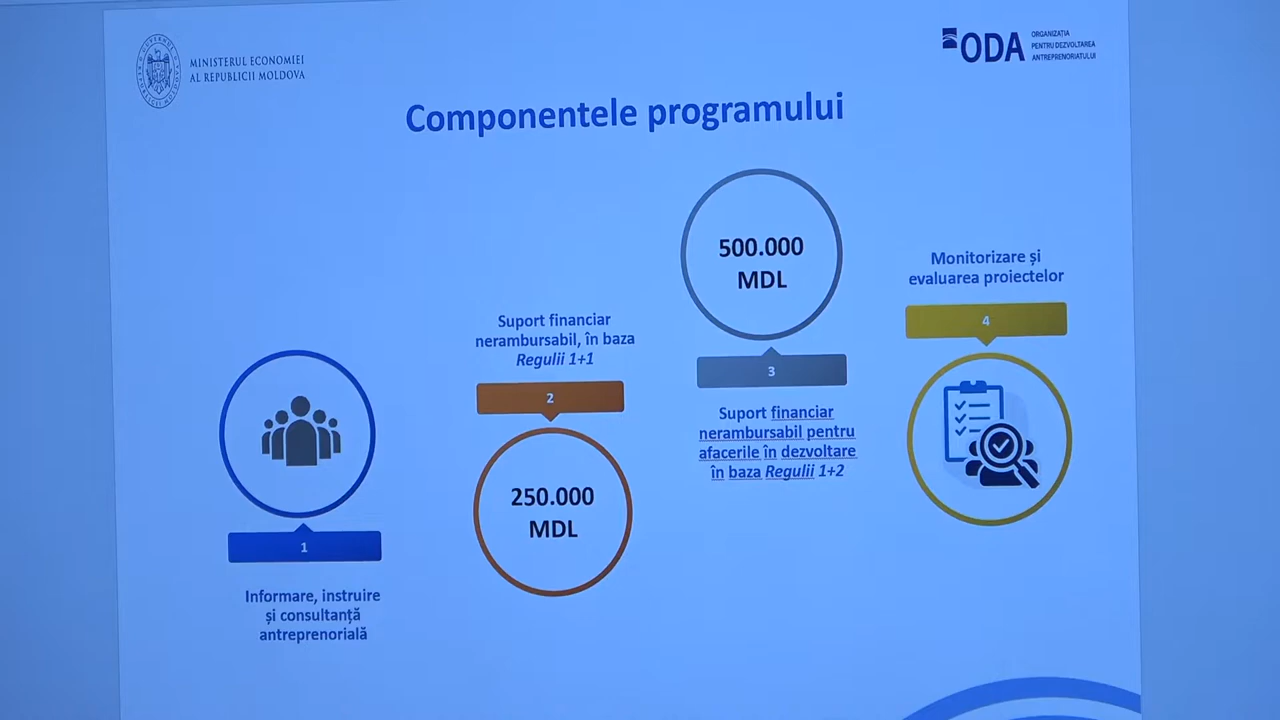 MINISTERUL ECONOMIEI
AL REPUBLICII MOLDOVA
ODA
ORGANIZAȚIA
PENTRU DEZVOLTAREA
ANTREPRENORIATULUI
Componentele programului
1
Informare, instruire
și consultanță
antreprenorială
Suport financiar
nerambursabil, în baza
Regulii 1+1
2
250.000
MDL
500.000
MDL
3
Suport financiar
nerambursabil pentru
afacerile în dezvoltare
în baza Regulii 1+2
Monitorizare și
evaluarea proiectelor
4